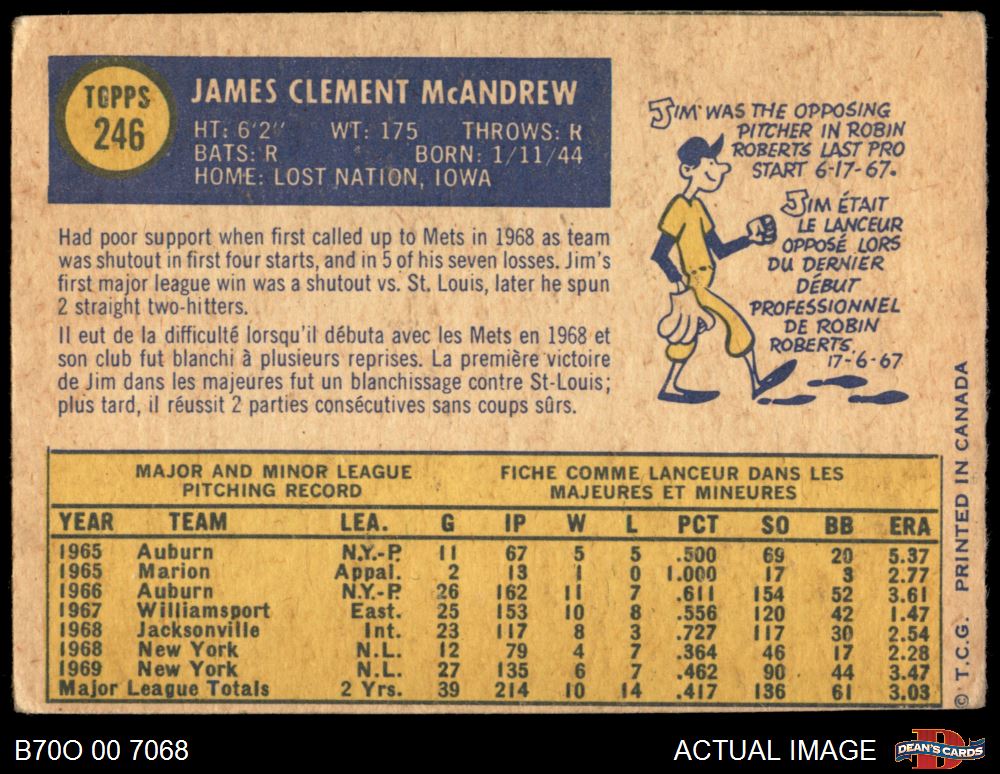 TOPPS
246
JAMES CLEMENT McANDREW
HT: 6'2" WT: 175 THROWS: R
BATS: R BORN: 1/11/44
HOME: LOST NATION, IOWA
JIM WAS THE OPPOSING
PITCHER IN ROBIN
ROBERTS LAST PRO
START 6-17-67.
JIM ÉTAIT
LE LANCEUR
OPPOSÉ LORS
DU DERNIER
DÉBUT
PROFESSIONNEL
DE ROBIN
ROBERTS.
17-6-67
Had poor support when first called up to Mets in 1968 as team
was shutout in first four starts, and in 5 of his seven losses. Jim's
first major league win was a shutout vs. St. Louis, later he spun
2 straight two-hitters.
Il eut de la difficulté lorsqu'il débuta avec les Mets en 1968 et
son club fut blanchi à plusieurs reprises. La première victoire
de Jim dans les majeures fut un blanchissage contre St-Louis;
plus tard, il réussit 2 parties consécutives sans coups sûrs.
MAJOR AND MINOR LEAGUE
PITCHING RECORD
FICHE COMME LANCEUR DANS LES
MAJEURES ET MINEURES
YEAR TEAM LEA. G IP W L PCT SO BB ERA
1965 Auburn N.Y.-P. 11 67 5 5 .500 69 20 5.37
1965 Marion Appal. 2 13 1 0 1.000 17 3 2.77
1966 Auburn N.Y.-P. 26 162 11 7 .611 154 52 3.61
1967 Williamsport East. 25 153 10 8 .556 120 42 1.47
1968 Jacksonville Int. 23 117 8 3 .727 117 30 2.54
1968 New York N.L. 12 79 4 7 .364 46 17 2.28
1969 New York N.L. 27 135 6 7 .462 90 44 3.47
Major League Totals 2 Yrs. 39 214 10 14 .417 136 61 3.03
© T.C.G. PRINTED IN CANADA
B70O 00 7068
ACTUAL IMAGE
B
DEAN'S CARDS